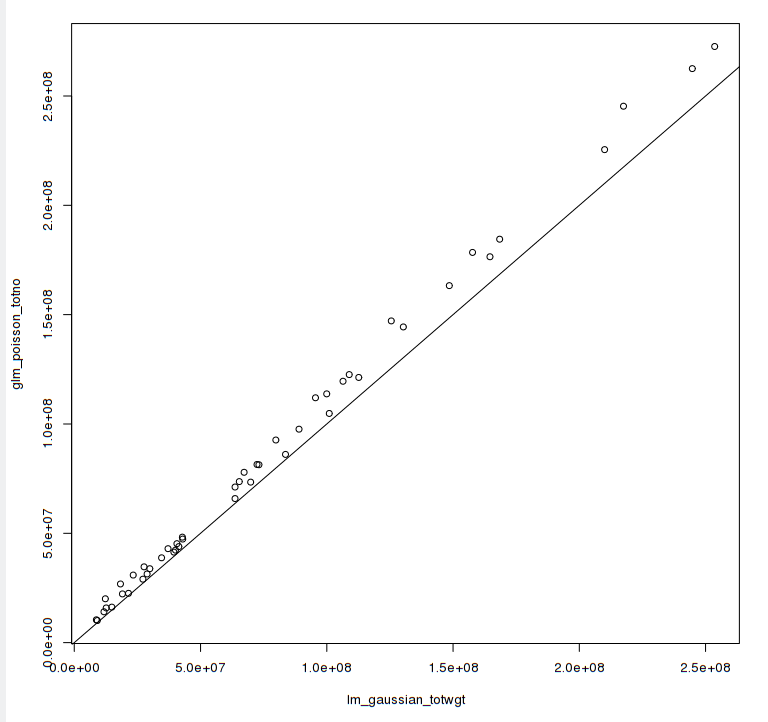 2.5e+08
2.0e+08
1.5e+08
1.0e+08
5.0e+07
0.0e+00
glm_poisson_totno
0.0e+00 5.0e+07 1.0e+08 1.5e+08 2.0e+08 2.5e+08
lm_gaussian_totwgt